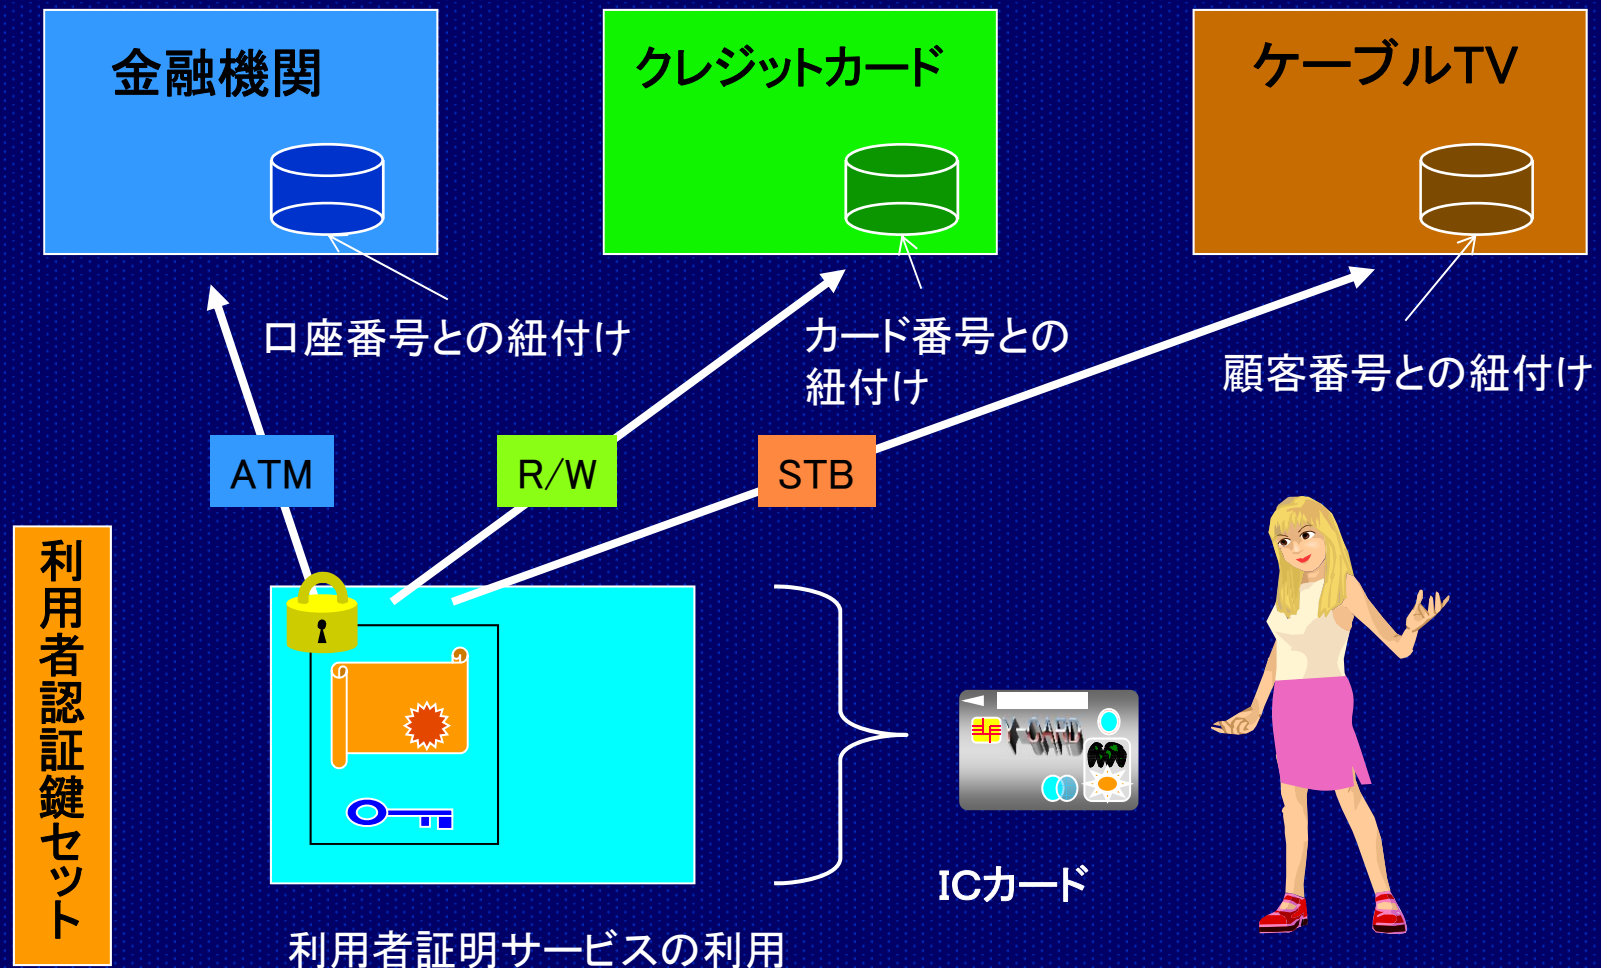 金融機関
クレジットカード
ケーブルTV
口座番号との紐付け
カード番号との
紐付け
顧客番号との紐付け
ATM
R/W
STB
利用者認証鍵セット
ICカード
利用者証明サービスの利用